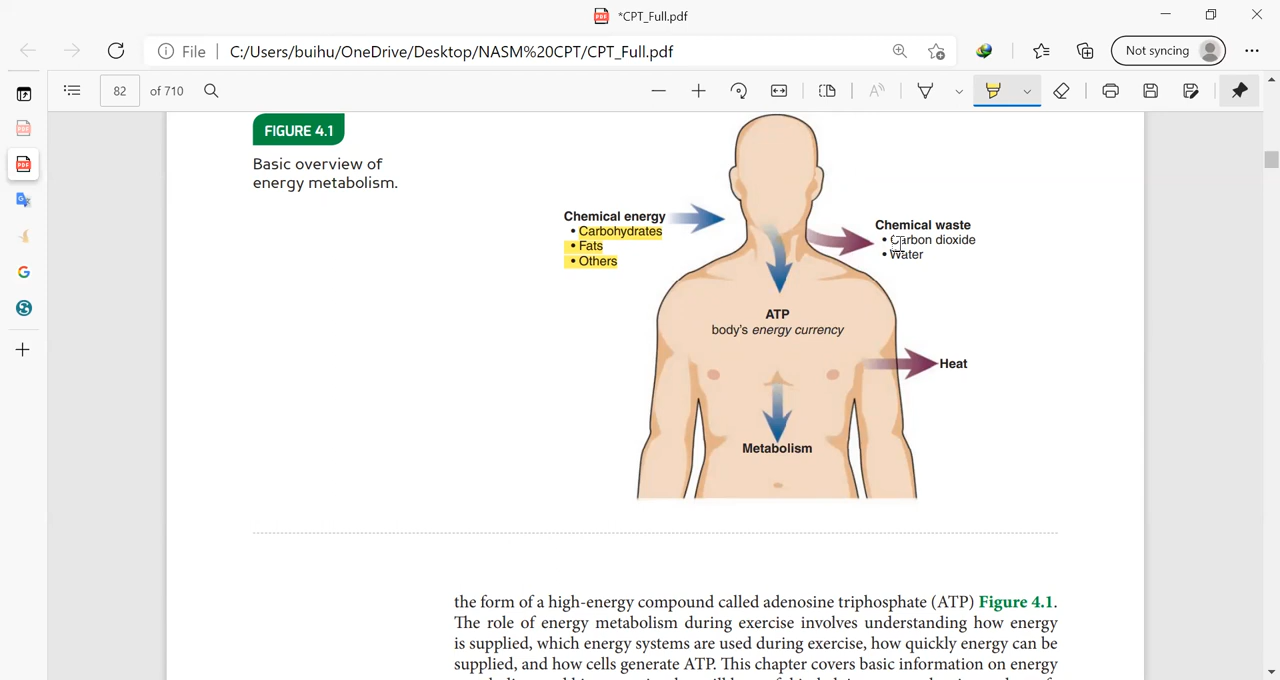 *CPT_Full.pdf
File
C:/Users/buihu/OneDrive/Desktop/NASM%20CPT/CPT_Full.pdf
Not syncing
82
of 710
FIGURE 4.1
Basic overview of
energy metabolism.
Chemical energy
• Carbohydrates
• Fats
• Others
Chemical waste
• Carbon dioxide
• Water
ATP
body's energy currency
Heat
Metabolism
the form of a high-energy compound called adenosine triphosphate (ATP) Figure 4.1.
The role of energy metabolism during exercise involves understanding how energy
is supplied, which energy systems are used during exercise, how quickly energy can be
supplied, and how cells generate ATP. This chapter covers basic information on energy